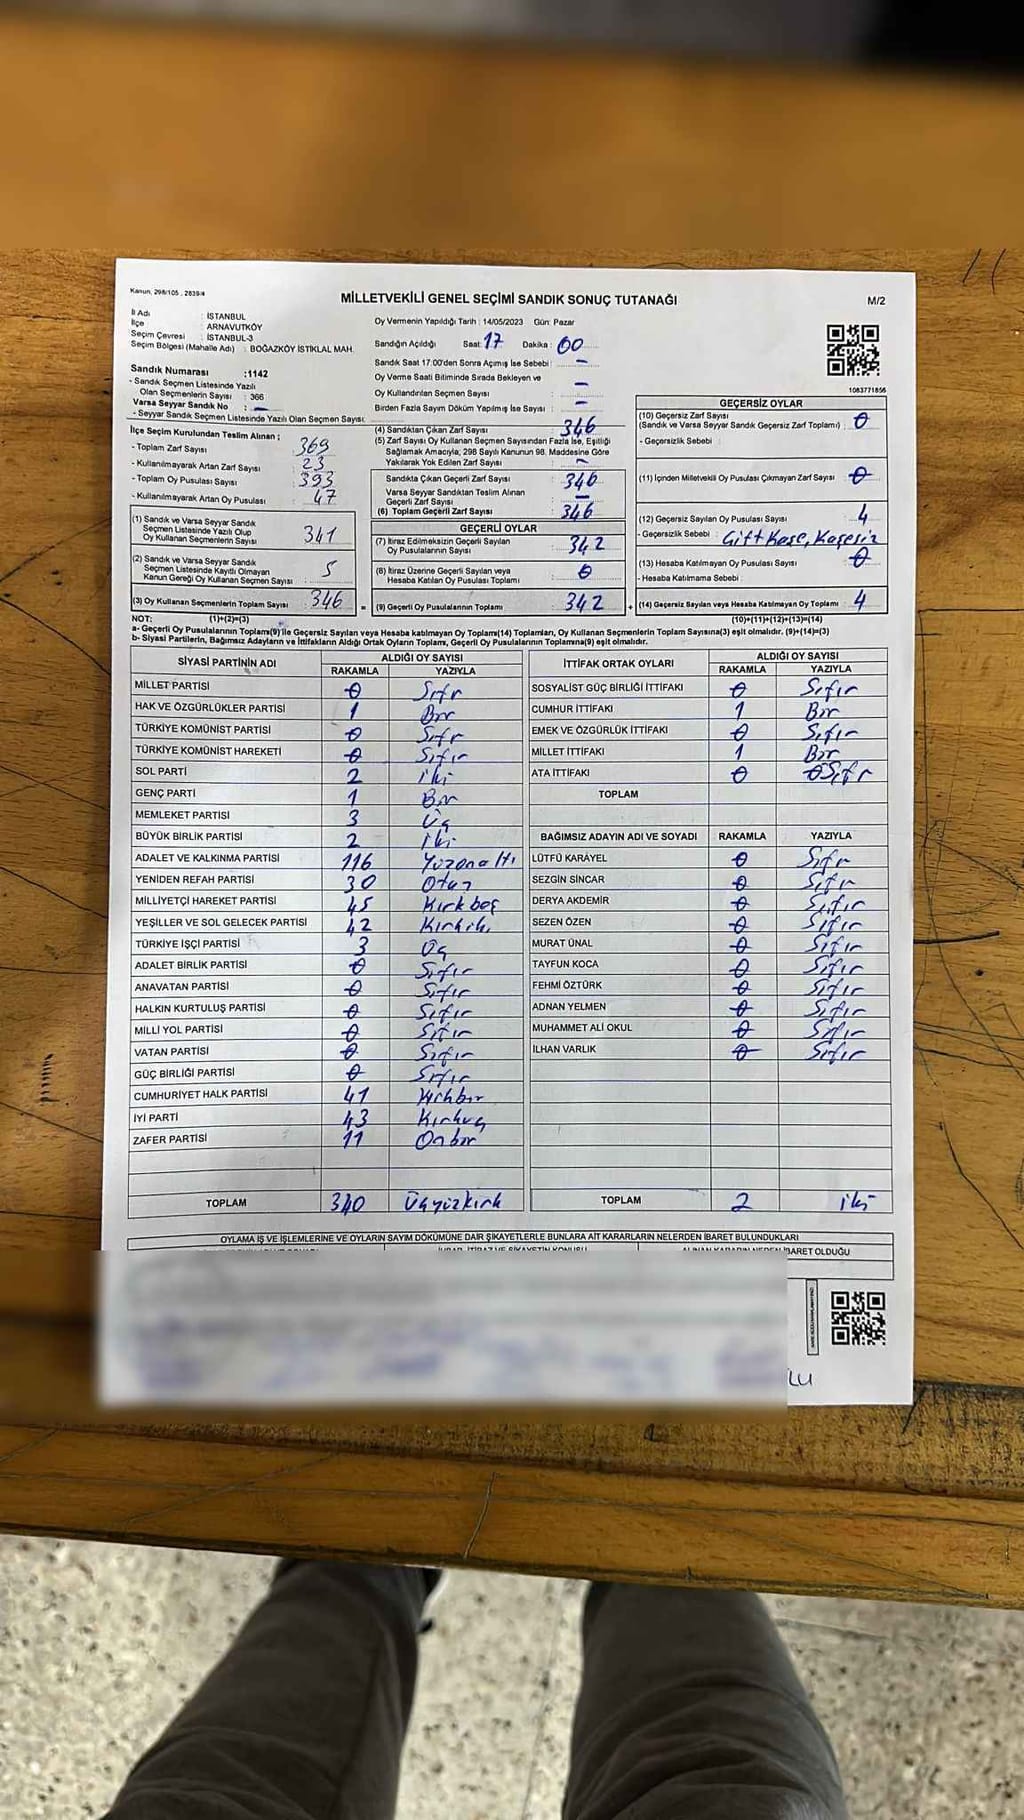 Kanun, 298/105 , 2839/4
MİLLETVEKİLİ GENEL SEÇİMİ SANDIK SONUÇ TUTANAĞI
M/2
İl Adı : İSTANBUL
İlçe : ARNAVUTKÖY
Seçim Çevresi : İSTANBUL-3
Seçim Bölgesi (Mahalle Adı) : BOĞAZKÖY İSTİKLAL MAH.
Sandık Numarası :1142
- Sandık Seçmen Listesinde Yazılı
Olan Seçmenlerin Sayısı : 366
Varsa Seyyar Sandık No : -
- Seyyar Sandık Seçmen Listesinde Yazılı Olan Seçmen Sayısı:
İlçe Seçim Kurulundan Teslim Alınan ;
- Toplam Zarf Sayısı : 369
- Kullanılmayarak Artan Zarf Sayısı : 23
- Toplam Oy Pusulası Sayısı : 393
- Kullanılmayarak Artan Oy Pusulası : 47
(1) Sandık ve Varsa Seyyar Sandık
Seçmen Listesinde Yazılı Olup
Oy Kullanan Seçmenlerin Sayısı : 341
(2) Sandık ve Varsa Seyyar Sandık
Seçmen Listesinde Kayıtlı Olmayan
Kanun Gereği Oy Kullanan Seçmen Sayısı : 5
(3) Oy Kullanan Seçmenlerin Toplam Sayısı : 346 =
Oy Vermenin Yapıldığı Tarih : 14/05/2023 Gün: Pazar
Sandığın Açıldığı Saat: 17 Dakika: 00
Sandık Saat 17:00'den Sonra Açımış İse Sebebi : -
Oy Verme Saati Bitiminde Sırada Bekleyen ve
Oy Kullandırılan Seçmen Sayısı : -
Birden Fazla Sayım Döküm Yapılmış İse Sayısı : -
(4) Sandıktan Çıkan Zarf Sayısı : 346
(5) Zarf Sayısı Oy Kullanan Seçmen Sayısından Fazla İse, Eşitliği
Sağlamak Amacıyla; 298 Sayılı Kanunun 98. Maddesine Göre
Yakılarak Yok Edilen Zarf Sayısı : -
Sandıkta Çıkan Geçerli Zarf Sayısı : 346
Varsa Seyyar Sandıktan Teslim Alınan
Geçerli Zarf Sayısı : -
(6) Toplam Geçerli Zarf Sayısı : 346
GEÇERLİ OYLAR
(7) İtiraz Edilmeksizin Geçerli Sayılan
Oy Pusulalarının Sayısı : 342
(8) İtiraz Üzerine Geçerli Sayılan veya
Hesaba Katılan Oy Pusulaları Toplamı : 0
(9) Geçerli Oy Pusulalarının Toplamı : 342 +
1083771856
GEÇERSİZ OYLAR
(10) Geçersiz Zarf Sayısı
(Sandık ve Varsa Seyyar Sandık Geçersiz Zarf Toplamı) : 0
- Geçersizlik Sebebi :
(11) İçinden Milletvekili Oy Pusulası Çıkmayan Zarf Sayısı : 0
(12) Geçersiz Sayılan Oy Pusulası Sayısı : 4
- Geçersizlik Sebebi : Çift Kaşe, Kaşesiz
(13) Hesaba Katılmayan Oy Pusulası Sayısı : 0
- Hesaba Katılmama Sebebi :
(14) Geçersiz Sayılan veya Hesaba Katılmayan Oy Toplamı : 4
NOT: (1)+(2)=(3) (10)+(11)+(12)+(13)=(14)
a- Geçerli Oy Pusulalarının Toplamı(9) ile Geçersiz Sayılan veya Hesaba katılmayan Oy Toplamı(14) Toplamları, Oy Kullanan Seçmenlerin Toplam Sayısına(3) eşit olmalıdır. (9)+(14)=(3)
b- Siyasi Partilerin, Bağımsız Adayların ve İttifakların Aldığı Ortak Oyların Toplamı, Geçerli Oy Pusulalarının Toplamına(9) eşit olmalıdır.
SİYASİ PARTİNİN ADI ALDIĞI OY SAYISI
RAKAMLA YAZIYLA
MİLLET PARTİSİ 0 Sıfır
HAK VE ÖZGÜRLÜKLER PARTİSİ 1 Bir
TÜRKİYE KOMÜNİST PARTİSİ 0 Sıfır
TÜRKİYE KOMÜNİST HAREKETİ 0 Sıfır
SOL PARTİ 2 iki
GENÇ PARTİ 1 Bir
MEMLEKET PARTİSİ 3 Üç
BÜYÜK BİRLİK PARTİSİ 2 iki
ADALET VE KALKINMA PARTİSİ 116 Yüzonaltı
YENİDEN REFAH PARTİSİ 30 Otuz
MİLLİYETÇİ HAREKET PARTİSİ 45 Kırkbeş
YEŞİLLER VE SOL GELECEK PARTİSİ 42 Kırkiki
TÜRKİYE İŞÇİ PARTİSİ 3 Üç
ADALET BİRLİK PARTİSİ 0 Sıfır
ANAVATAN PARTİSİ 0 Sıfır
HALKIN KURTULUŞ PARTİSİ 0 Sıfır
MİLLİ YOL PARTİSİ 0 Sıfır
VATAN PARTİSİ 0 Sıfır
GÜÇ BİRLİĞİ PARTİSİ 0 Sıfır
CUMHURİYET HALK PARTİSİ 41 Kırkbir
İYİ PARTİ 43 Kırküç
ZAFER PARTİSİ 11 Onbir
TOPLAM 340 Üçyüzkırk
İTTİFAK ORTAK OYLARI ALDIĞI OY SAYISI
RAKAMLA YAZIYLA
SOSYALİST GÜÇ BİRLİĞİ İTTİFAKI 0 Sıfır
CUMHUR İTTİFAKI 1 Bir
EMEK VE ÖZGÜRLÜK İTTİFAKI 0 Sıfır
MİLLET İTTİFAKI 1 Bir
ATA İTTİFAKI 0 Sıfır
TOPLAM
BAĞIMSIZ ADAYIN ADI VE SOYADI RAKAMLA YAZIYLA
LÜTFÜ KARAYEL 0 Sıfır
SEZGİN SİNCAR 0 Sıfır
DERYA AKDEMİR 0 Sıfır
SEZEN ÖZEN 0 Sıfır
MURAT ÜNAL 0 Sıfır
TAYFUN KOCA 0 Sıfır
FEHMİ ÖZTÜRK 0 Sıfır
ADNAN YELMEN 0 Sıfır
MUHAMMET ALİ OKUL 0 Sıfır
İLHAN VARLIK 0 Sıfır
TOPLAM 2 iki
OYLAMA İŞ VE İŞLEMLERİNE VE OYLARIN SAYIM DÖKÜMÜNE DAİR ŞİKAYETLERLE BUNLARA AİT KARARLARIN NELERDEN İBARET BULUNDUKLARI
İHBAR, İTİRAZ VE ŞİKAYETİN KONUSU ALINAN KARARIN NEDEN İBARET OLDUĞU
LU